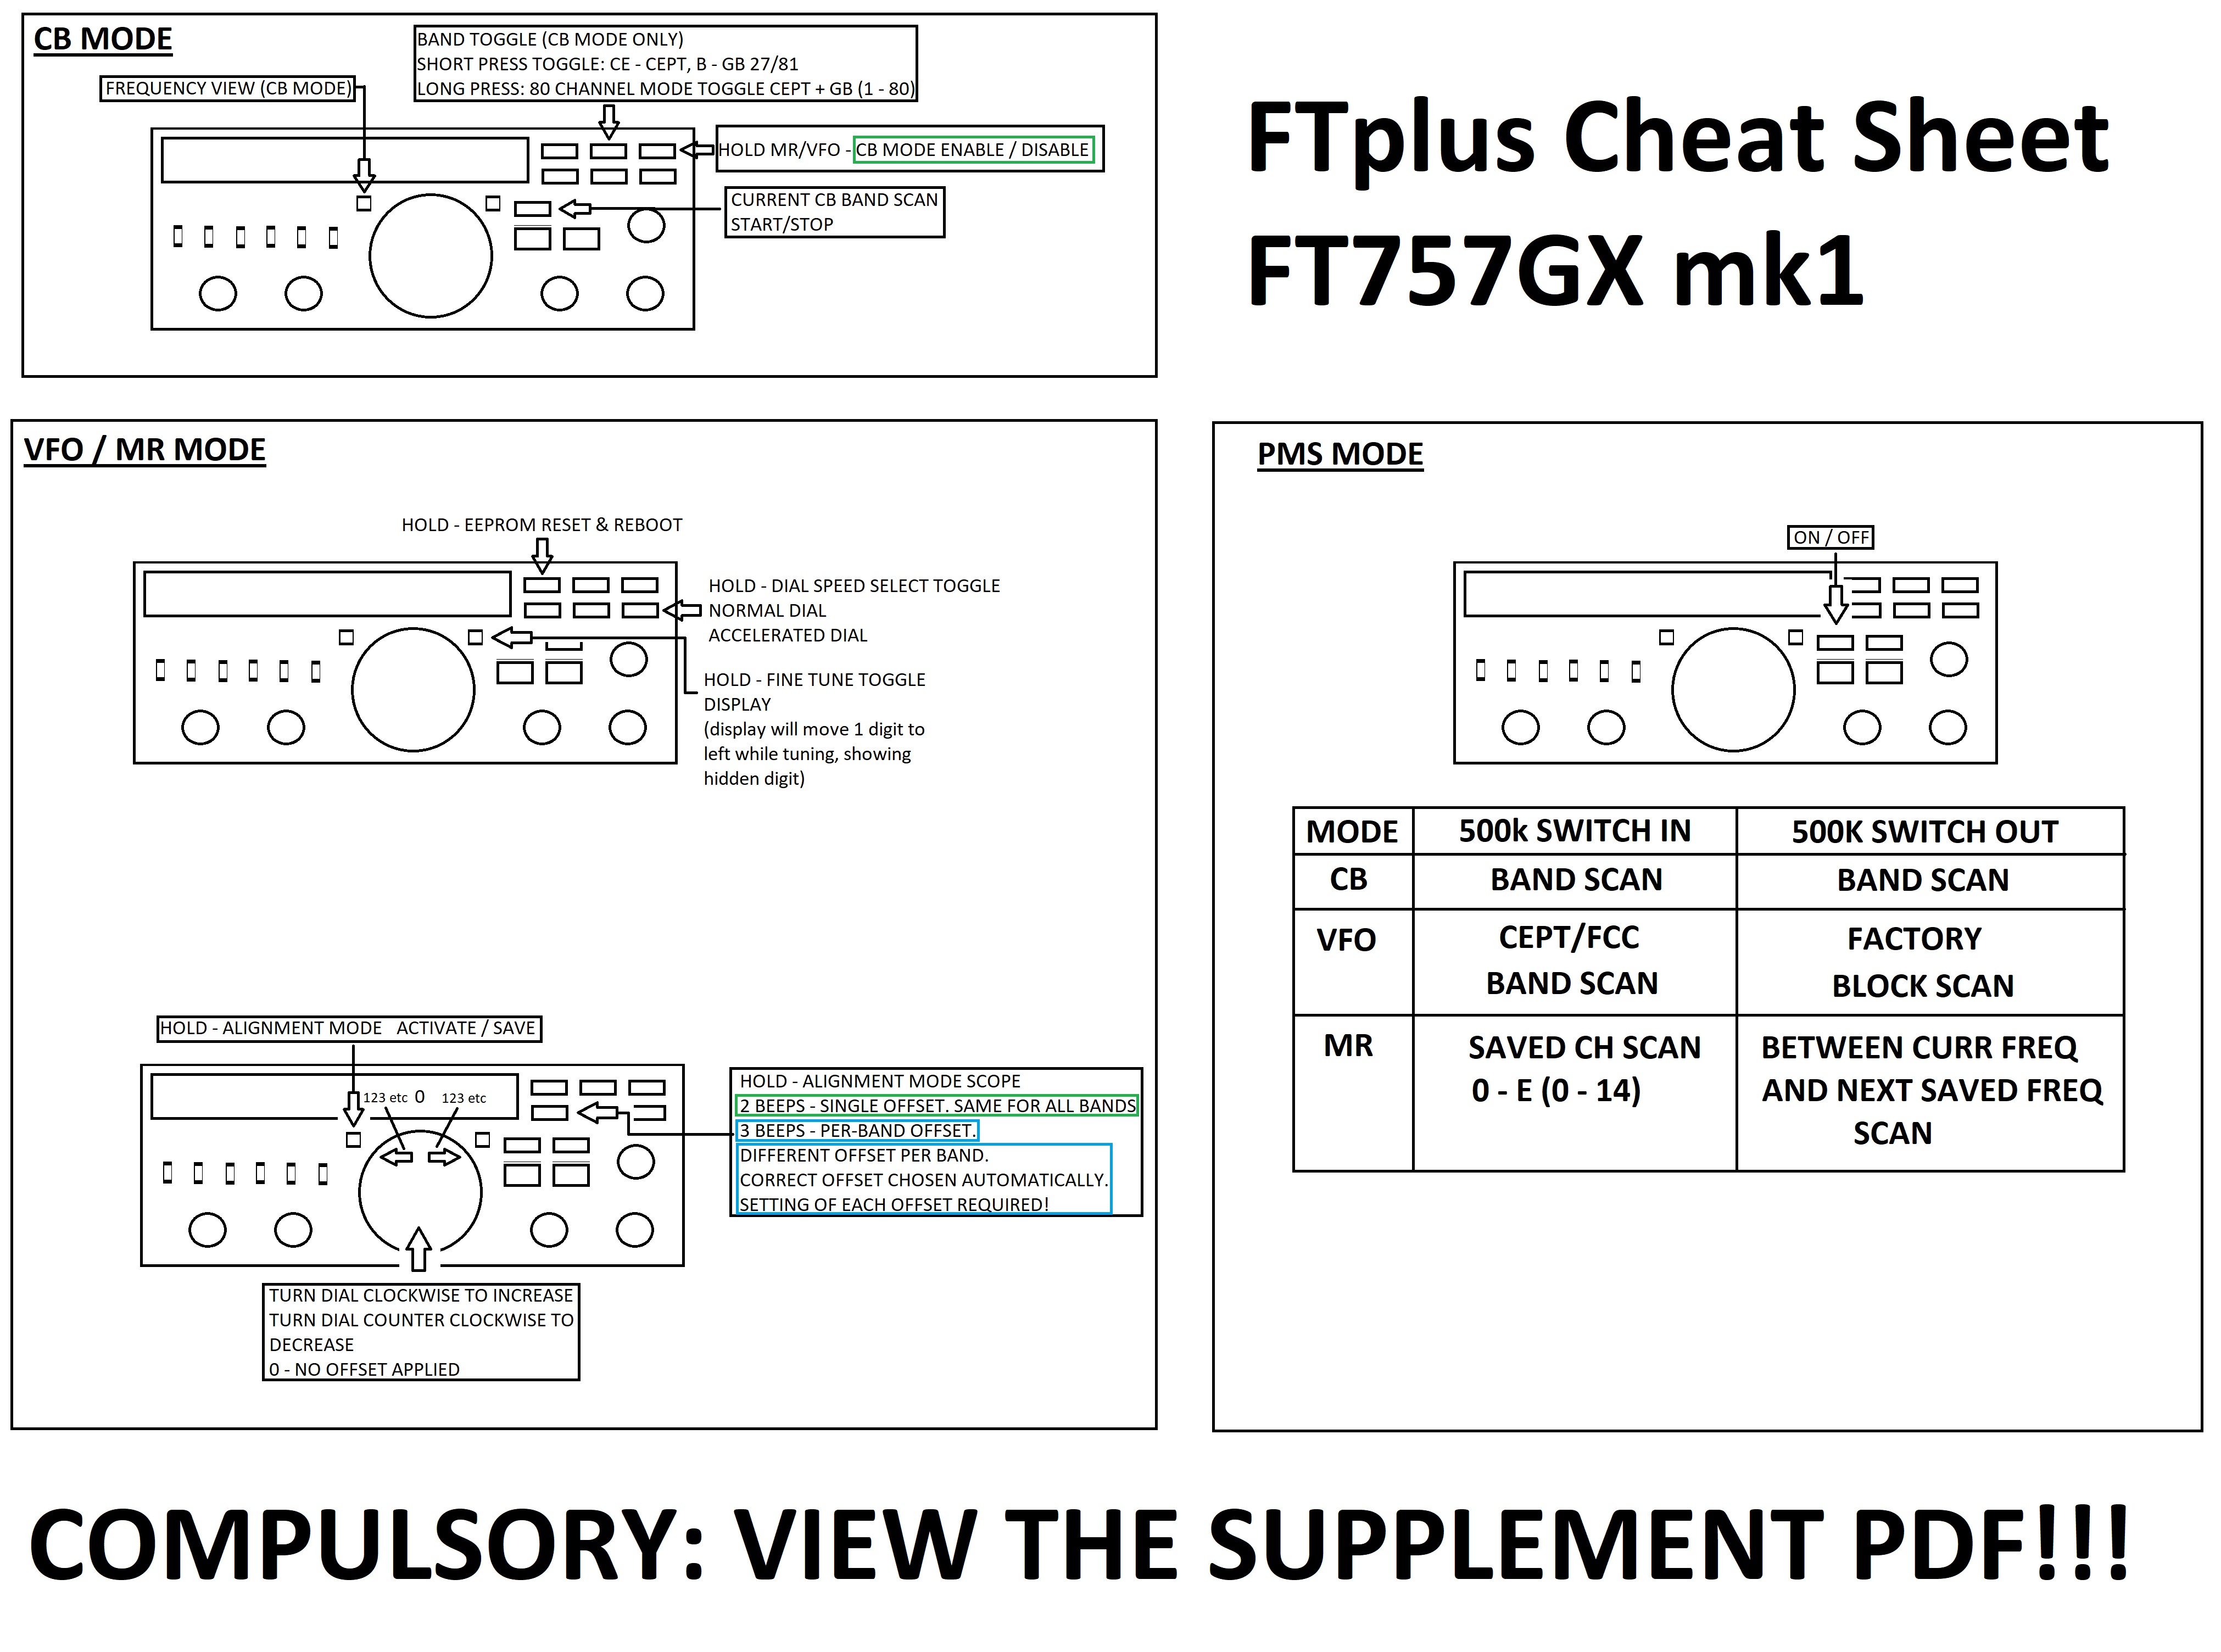 CB MODE
BAND TOGGLE (CB MODE ONLY)
SHORT PRESS TOGGLE: CE - CEPT, B - GB 27/81
LONG PRESS: 80 CHANNEL MODE TOGGLE CEPT + GB (1 - 80)
FREQUENCY VIEW (CB MODE)
HOLD MR/VFO - CB MODE ENABLE / DISABLE
CURRENT CB BAND SCAN
START/STOP
FTplus Cheat Sheet
FT757GX mk1
VFO / MR MODE
HOLD - EEPROM RESET & REBOOT
HOLD - DIAL SPEED SELECT TOGGLE
NORMAL DIAL
ACCELERATED DIAL
HOLD - FINE TUNE TOGGLE
DISPLAY
(display will move 1 digit to
left while tuning, showing
hidden digit)
HOLD - ALIGNMENT MODE ACTIVATE / SAVE
123 etc 0 123 etc
HOLD - ALIGNMENT MODE SCOPE
2 BEEPS - SINGLE OFFSET. SAME FOR ALL BANDS
3 BEEPS - PER-BAND OFFSET.
DIFFERENT OFFSET PER BAND.
CORRECT OFFSET CHOSEN AUTOMATICALLY.
SETTING OF EACH OFFSET REQUIRED!
TURN DIAL CLOCKWISE TO INCREASE
TURN DIAL COUNTER CLOCKWISE TO
DECREASE
0 - NO OFFSET APPLIED
PMS MODE
ON / OFF
MODE 500k SWITCH IN 500K SWITCH OUT
CB BAND SCAN BAND SCAN
VFO CEPT/FCC FACTORY
BAND SCAN BLOCK SCAN
MR SAVED CH SCAN BETWEEN CURR FREQ
0 - E (0 - 14) AND NEXT SAVED FREQ
SCAN
COMPULSORY: VIEW THE SUPPLEMENT PDF!!!